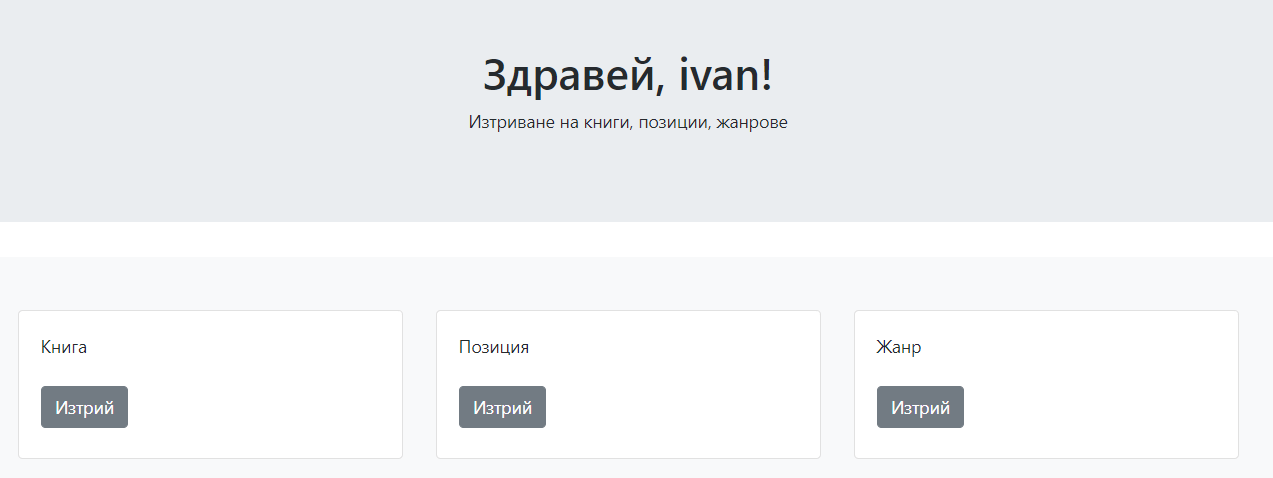 Здравей, ivan!
Изтриване на книги, позиции, жанрове
Книга
Позиция
Жанр
Изтрий
Изтрий
Изтрий